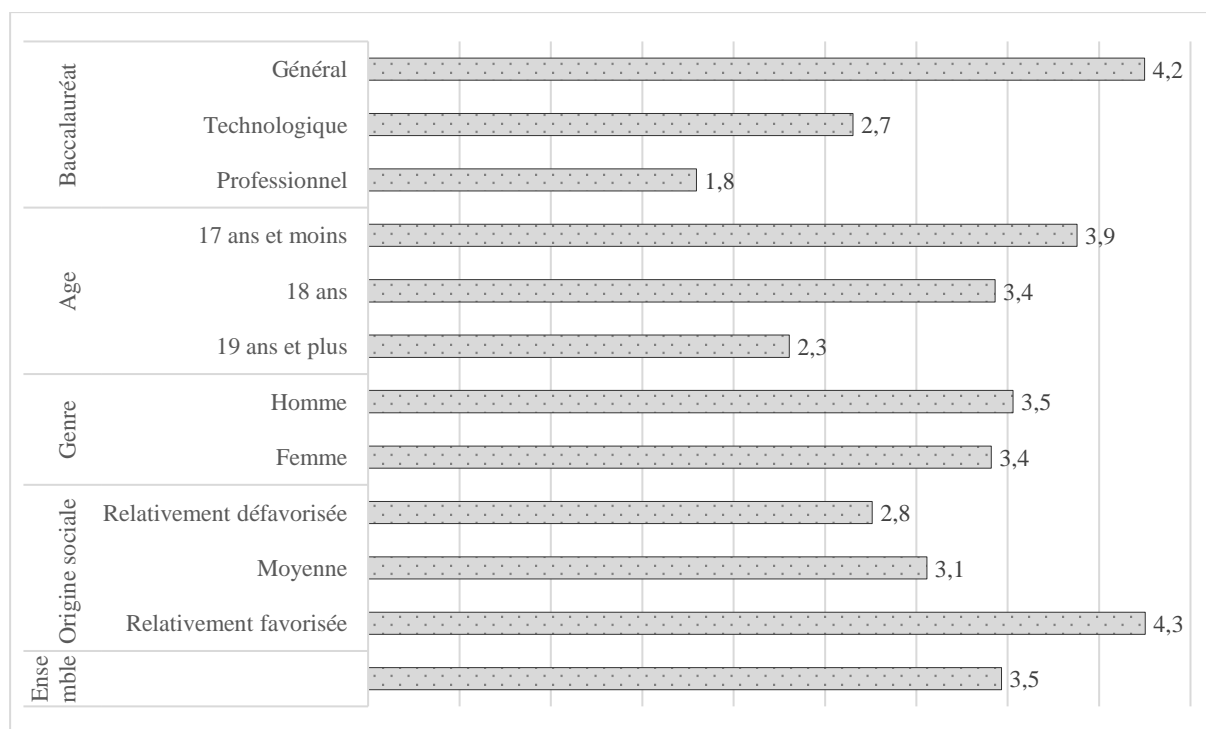 Baccalauréat
Général 4,2
Technologique 2,7
Professionnel 1,8
Age
17 ans et moins 3,9
18 ans 3,4
19 ans et plus 2,3
Genre
Homme 3,5
Femme 3,4
Origine sociale
Relativement défavorisée 2,8
Moyenne 3,1
Relativement favorisée 4,3
Ense
mble
3,5